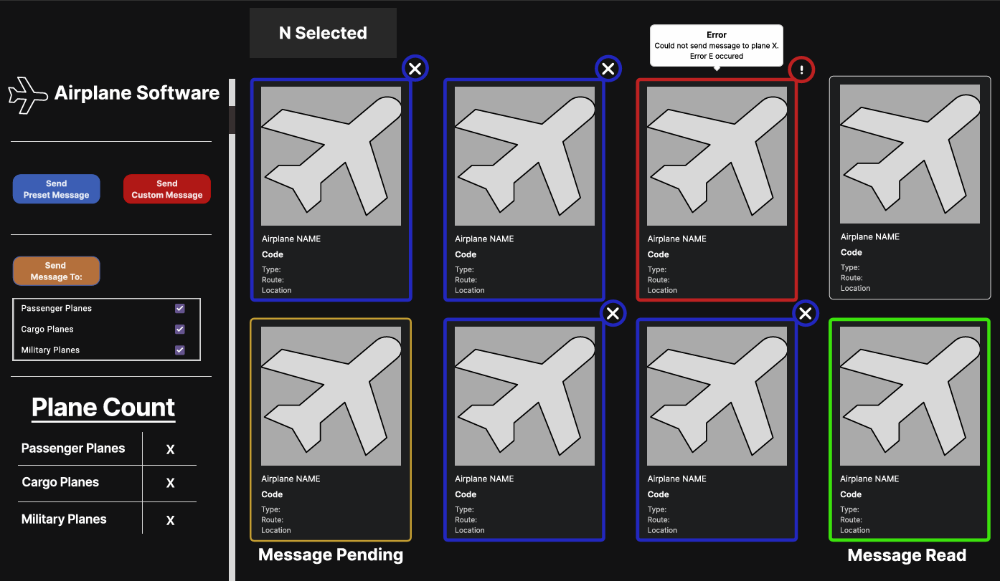 N Selected
Error
Could not send message to plane X.
Error E occured
Airplane Software
Send
Preset Message
Send
Custom Message
Send
Message To:
Passenger Planes
Cargo Planes
Military Planes
Plane Count
Passenger Planes X
Cargo Planes X
Military Planes X
Airplane NAME
Code
Type:
Route:
Location
Airplane NAME
Code
Type:
Route:
Location
!
Airplane NAME
Code
Type:
Route:
Location
Airplane NAME
Code
Type:
Route:
Location
Airplane NAME
Code
Type:
Route:
Location
Message Pending
Airplane NAME
Code
Type:
Route:
Location
Airplane NAME
Code
Type:
Route:
Location
Airplane NAME
Code
Type:
Route:
Location
Message Read